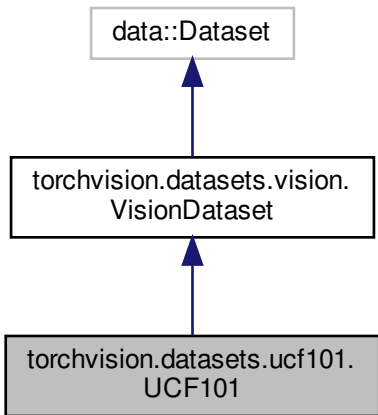 data::Dataset
torchvision.datasets.vision.
VisionDataset
torchvision.datasets.ucf101.
UCF101